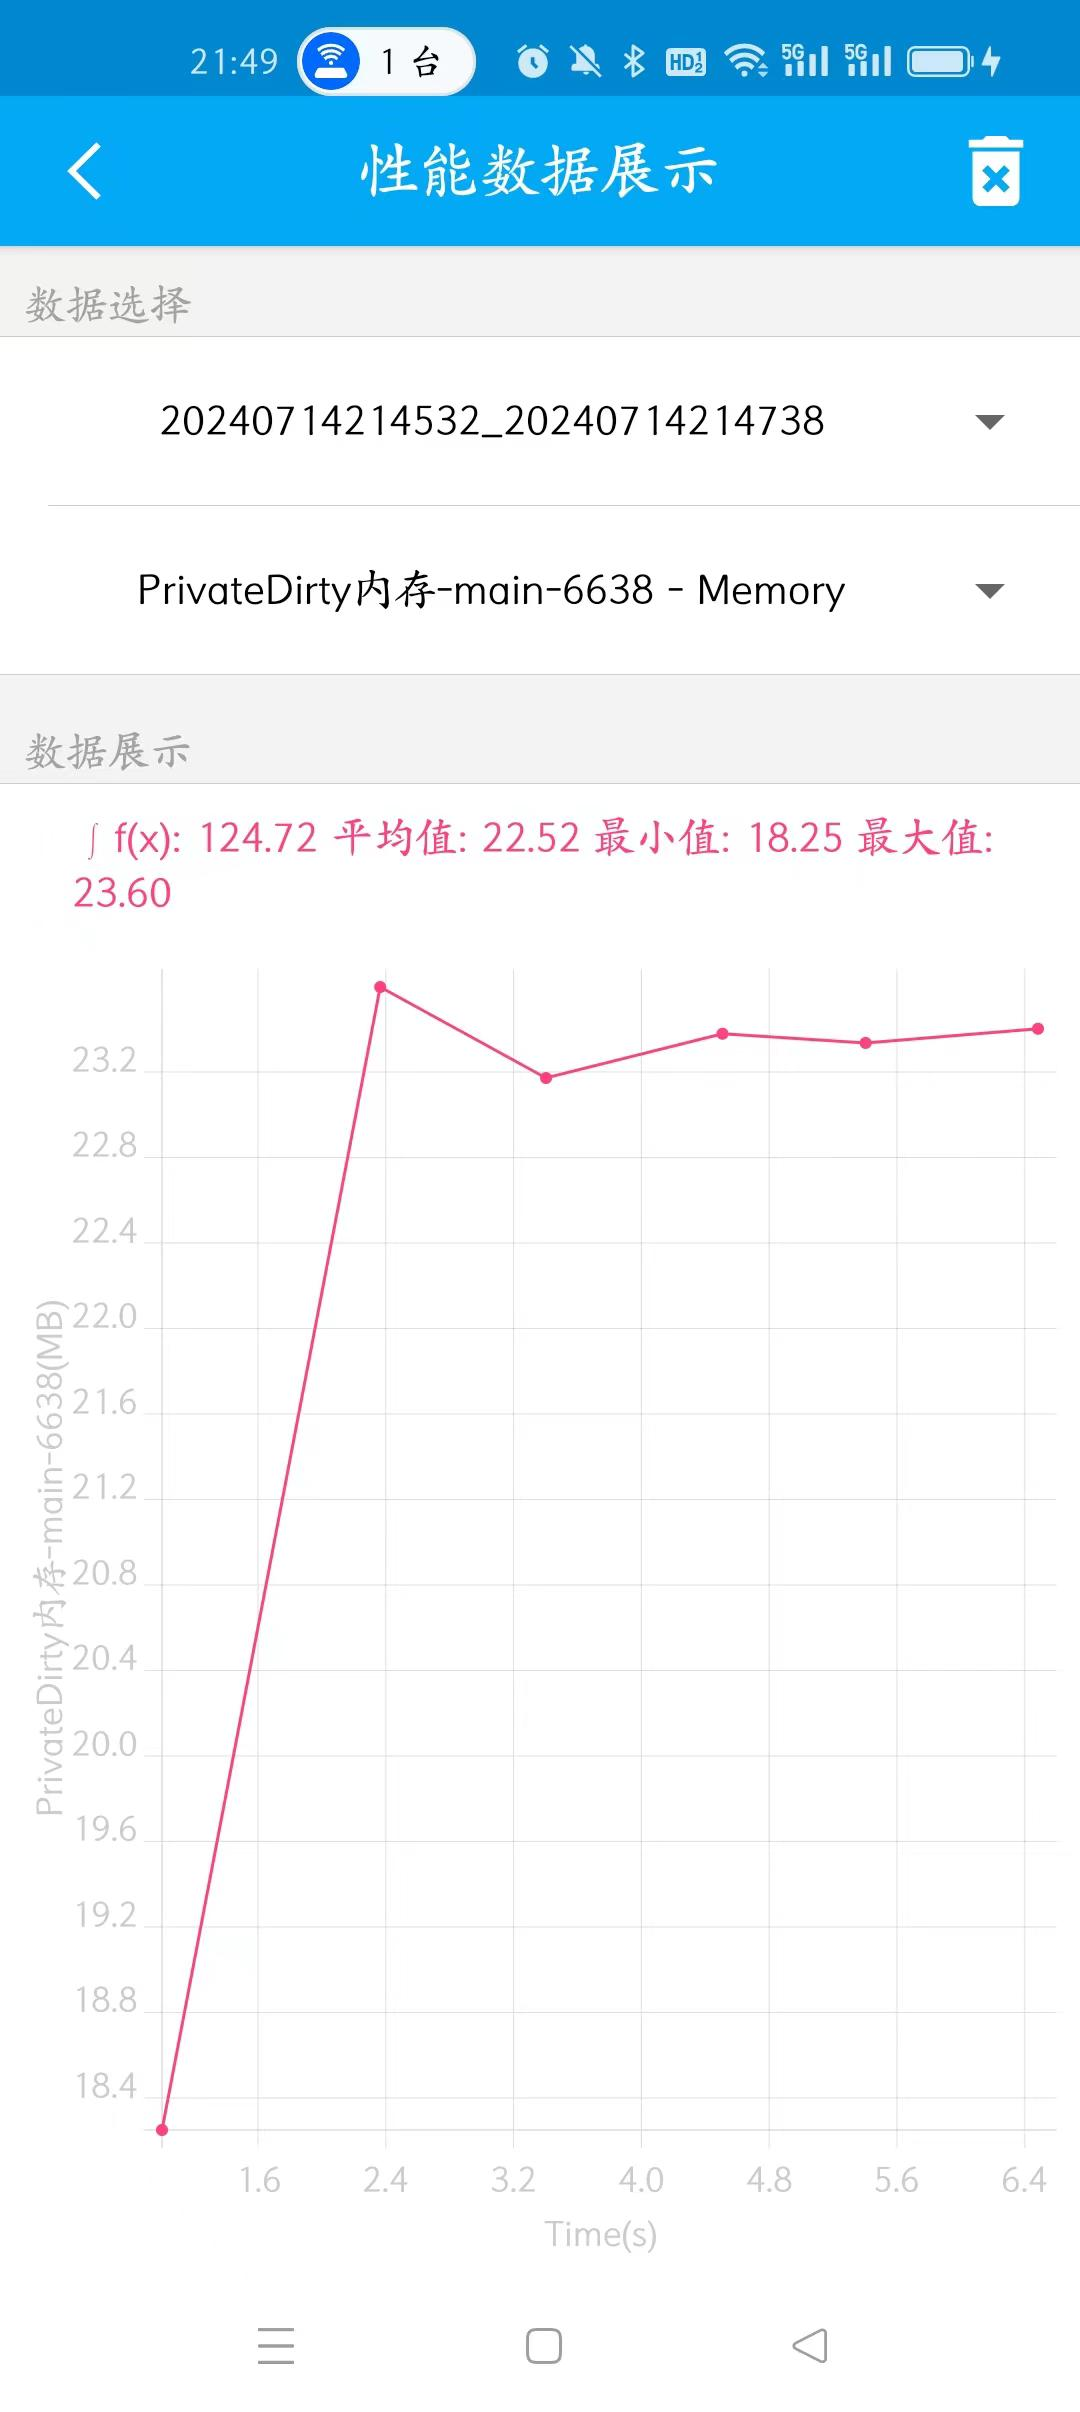 21:49 1 台 HD 1 2 5G 5G
性能数据展示
数据选择
20240714214532_20240714214738
PrivateDirty内存-main-6638 - Memory
数据展示
∫ f(x): 124.72 平均值: 22.52 最小值: 18.25 最大值:
23.60
23.2
22.8
22.4
22.0
21.6
21.2
20.8
20.4
20.0
19.6
19.2
18.8
18.4
PrivateDirty内存-main-6638(MB)
1.6 2.4 3.2 4.0 4.8 5.6 6.4
Time(s)